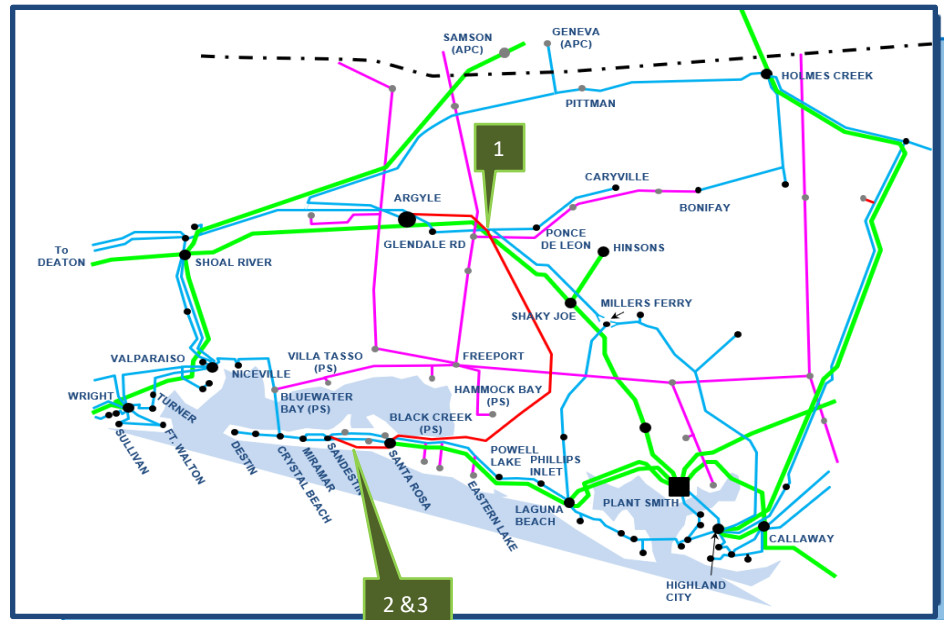 SAMSON
(APC)
GENEVA
(APC)
HOLMES CREEK
PITTMAN
1
CARYVILLE
ARGYLE
BONIFAY
GLENDALE RD
PONCE
DE LEON
HINSONS
To
DEATON
SHOAL RIVER
MILLERS FERRY
SHAKY JOE
VALPARAISO
VILLA TASSO
(PS)
FREEPORT
NICEVILLE
BLUEWATER
BAY (PS)
HAMMOCK BAY
(PS)
WRIGHT
TURNER
BLACK CREEK
(PS)
SULLIVAN
FT. WALTON
DESTIN
CRYSTAL BEACH
MIRAMAR
SANDESTIN
SANTA ROSA
EASTERN LAKE
POWELL
LAKE
PHILLIPS
INLET
LAGUNA
BEACH
PLANT SMITH
CALLAWAY
HIGHLAND
CITY
2 &3